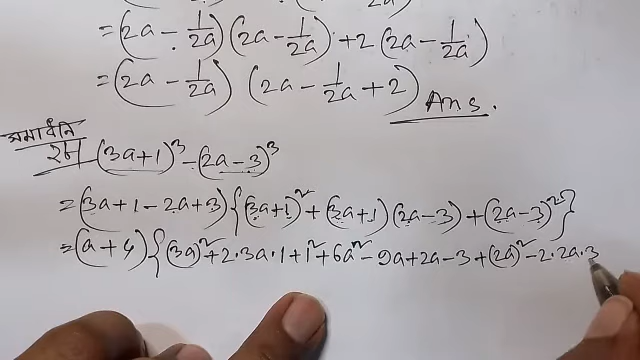 = (2a - 1/2a)(2a - 1/2a) + 2(2a - 1/2a)
= (2a - 1/2a) (2a - 1/2a + 2) Ans.
২৮। (3a+1)³ - (2a-3)³
= (3a+1-2a+3){(3a+1)² + (3a+1)(2a-3) + (2a-3)²}
= (a+4){(3a)² + 2·3a·1 + 1² + 6a² - 9a + 2a - 3 + (2a)² - 2·2a·3